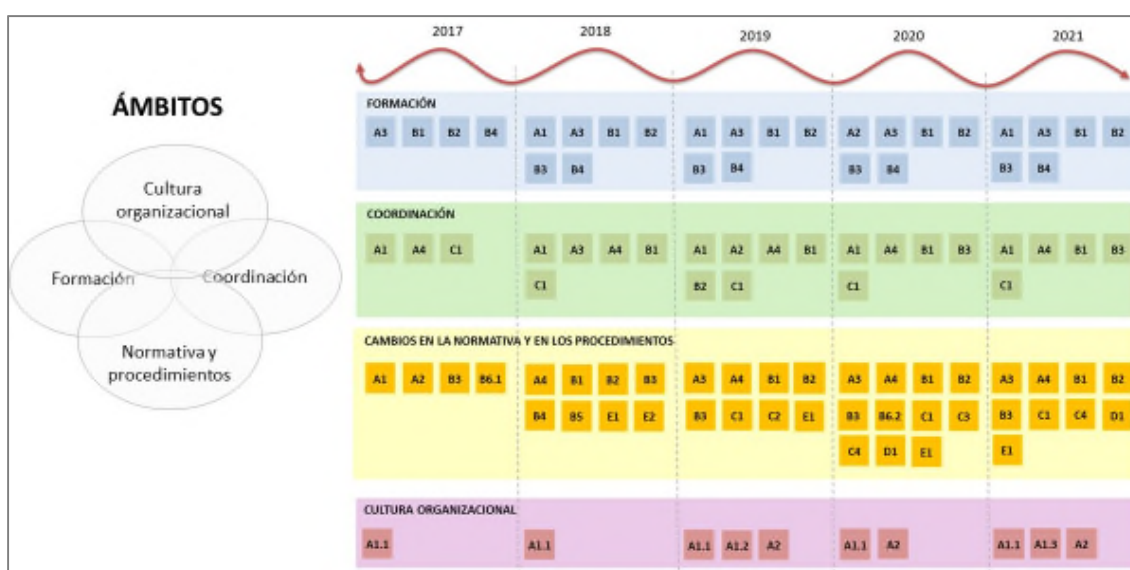 2017 2018 2019 2020 2021
ÁMBITOS
Cultura
organizacional
Formación
Coordinación
Normativa y
procedimientos
FORMACIÓN
A3 B1 B2 B4 A1 A3 B1 B2 A1 A3 B1 B2 A2 A3 B1 B2 A1 A3 B1 B2
B3 B4 B3 B4 B3 B4 B3 B4
COORDINACIÓN
A1 A4 C1 A1 A3 A4 B1 A1 A2 A4 B1 A1 A4 B1 B3 A1 A4 B1 B3
C1 B2 C1 C1 C1
CAMBIOS EN LA NORMATIVA Y EN LOS PROCEDIMIENTOS
A1 A2 B3 B6.1 A4 B1 B2 B3 A3 A4 B1 B2 A3 A4 B1 B2 A3 A4 B1 B2
B4 B5 E1 E2 B3 C1 C2 E1 B3 B6.2 C1 C3 B3 C1 C4 D1
C4 D1 E1 E1
CULTURA ORGANIZACIONAL
A1.1 A1.1 A1.1 A1.2 A2 A1.1 A2 A1.1 A1.3 A2